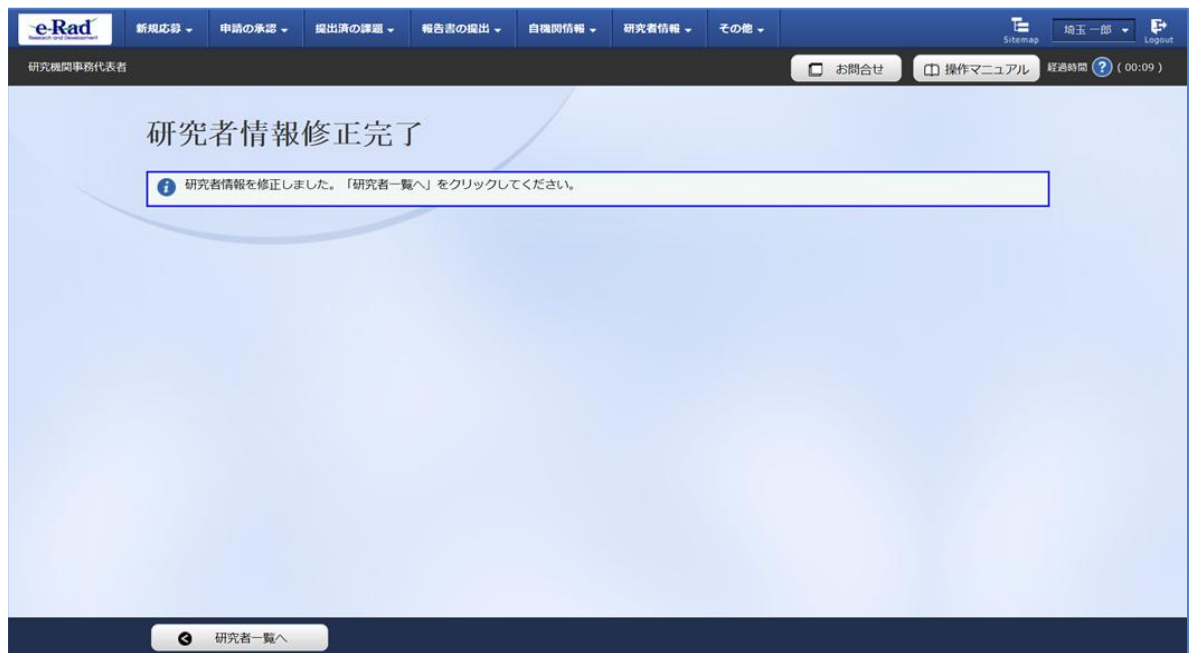 e-Rad
Research and Development
新規応募 申請の承認 提出済の課題 報告書の提出 自機関情報 研究者情報 その他 Sitemap 埼玉 一郎 Logout
研究機関事務代表者 お問合せ 操作マニュアル 経過時間 ? ( 00:09 )
研究者情報修正完了
研究者情報を修正しました。「研究者一覧へ」をクリックしてください。
研究者一覧へ